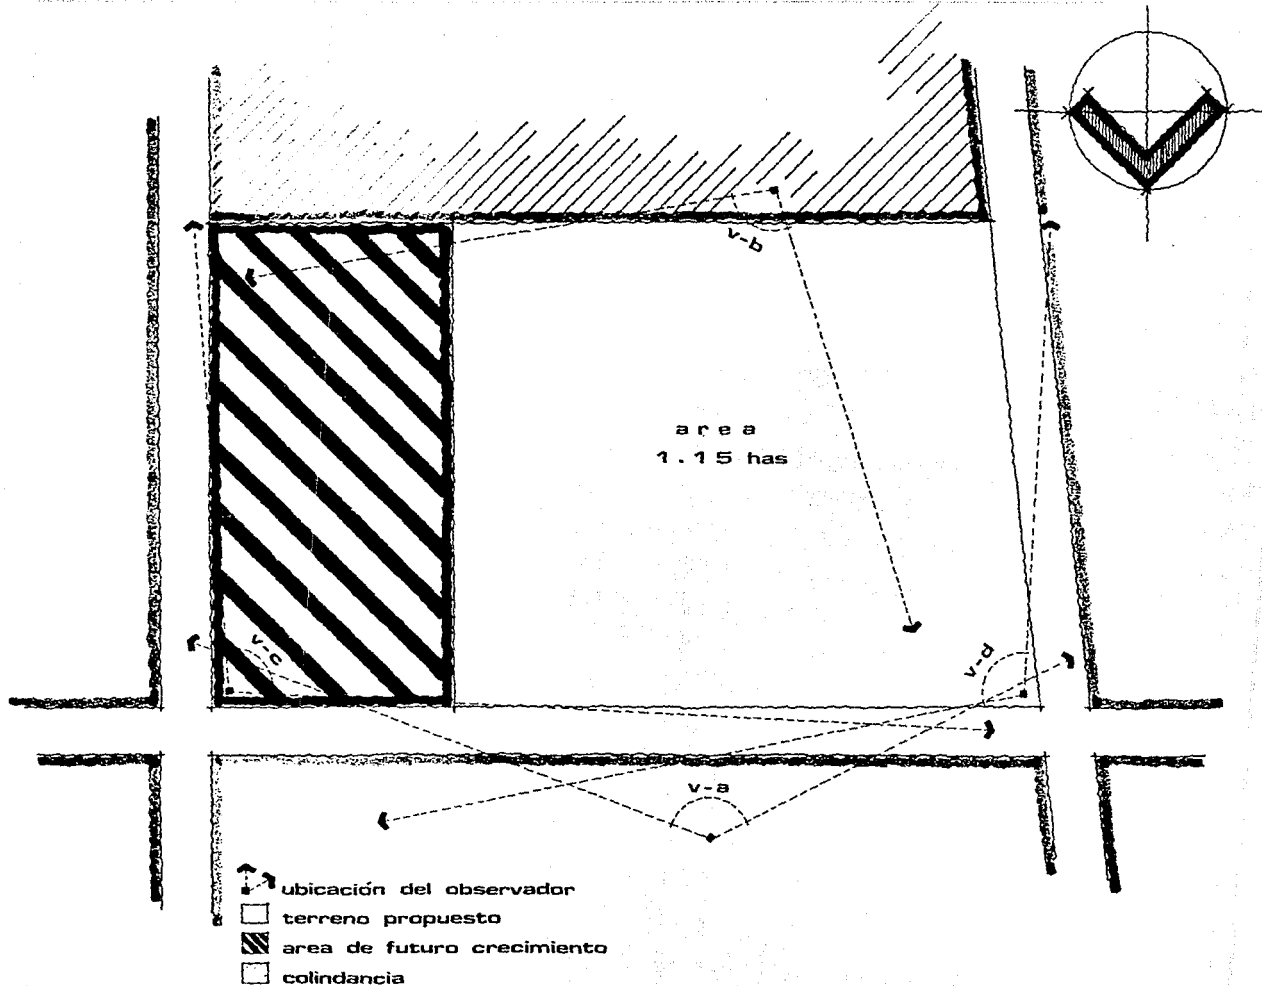 v-b
area
1.15 has
v-c
v-d
v-a
ubicación del observador
terreno propuesto
area de futuro crecimiento
colindancia